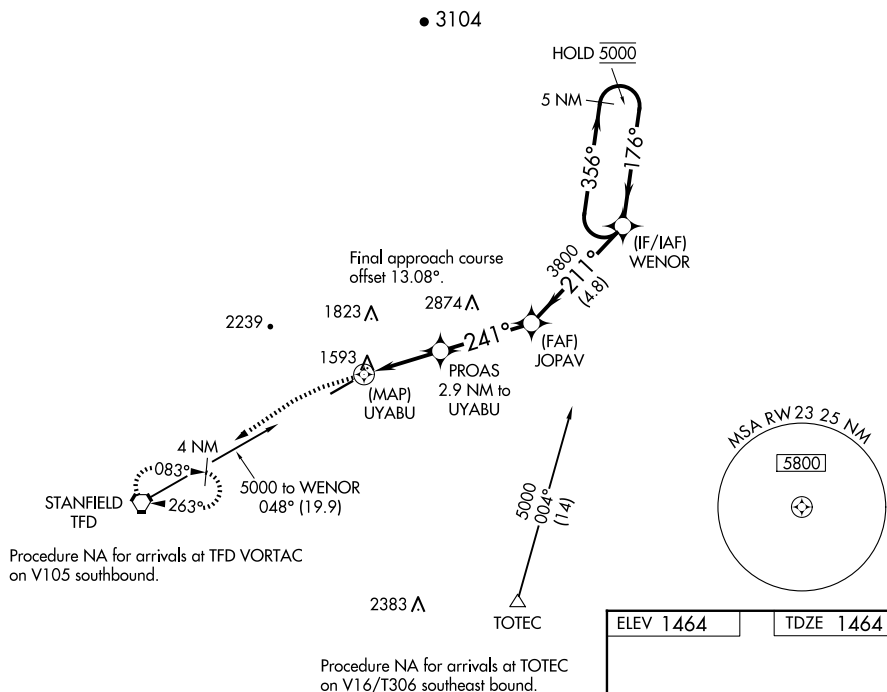 3104
HOLD 5000
5 NM
356°
176°
(IF/IAF)
WENOR
Final approach course
offset 13.08°.
3800
211°
(4.8)
1823
2874
2239
241°
(FAF)
JOPAV
1593
(MAP)
UYABU
PROAS
2.9 NM to
UYABU
MSA RW23 25 NM
5800
4 NM
083°
263°
STANFIELD
TFD
5000 to WENOR
048° (19.9)
5000
004°
(14)
Procedure NA for arrivals at TFD VORTAC
on V105 southbound.
2383
TOTEC
ELEV 1464
TDZE 1464
Procedure NA for arrivals at TOTEC
on V16/T306 southeast bound.